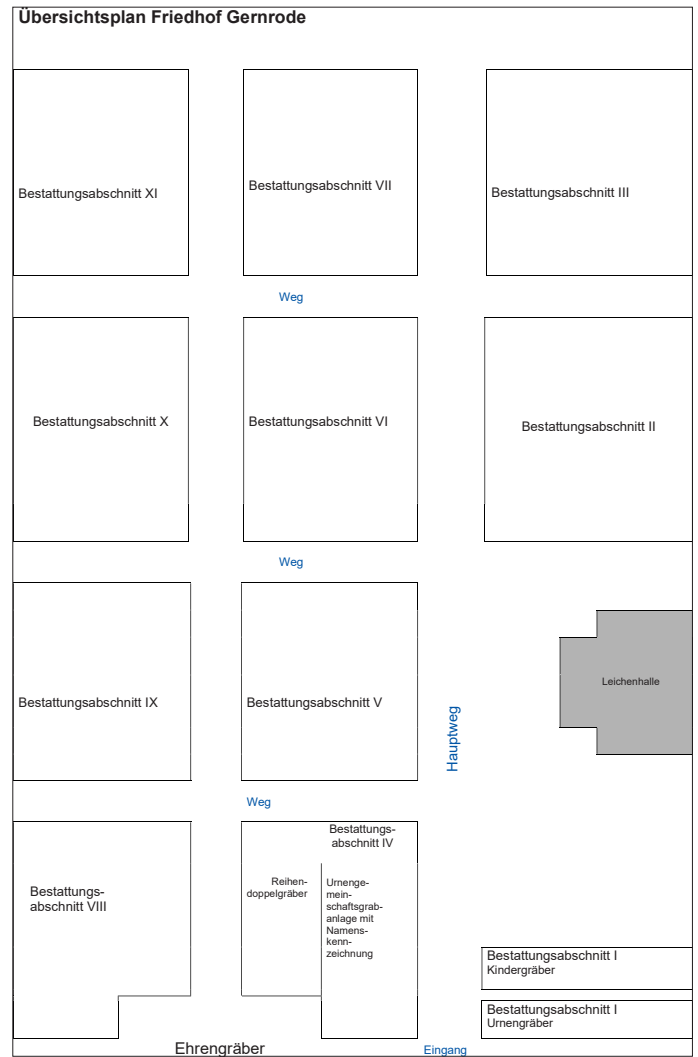 Übersichtsplan Friedhof Gernrode
Bestattungsabschnitt XI
Bestattungsabschnitt VII
Bestattungsabschnitt III
Weg
Bestattungsabschnitt X
Bestattungsabschnitt VI
Bestattungsabschnitt II
Weg
Bestattungsabschnitt IX
Bestattungsabschnitt V
Hauptweg
Leichenhalle
Weg
Bestattungs-
abschnitt VIII
Bestattungs-
abschnitt IV
Reihen-
doppelgräber
Urnenge-
mein-
schaftsgrab-
anlage mit
Namens-
kenn-
zeichnung
Bestattungsabschnitt I
Kindergräber
Bestattungsabschnitt I
Urnengräber
Ehrengräber
Eingang